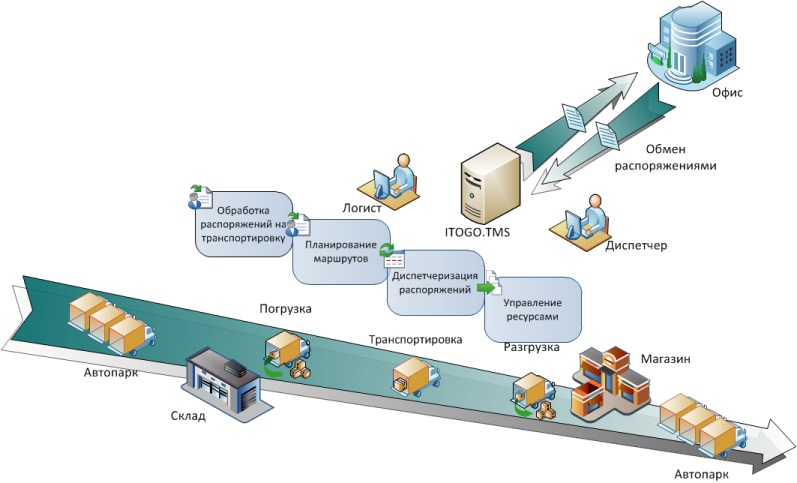 Офис
Обмен
распоряжениями
ITOGO.TMS
Логист
Диспетчер
Обработка
распоряжений на
транспортировку
Планирование
маршрутов
Диспетчеризация
распоряжений
Управление
ресурсами
Погрузка
Транспортировка
Разгрузка
Магазин
Автопарк
Склад
Автопарк